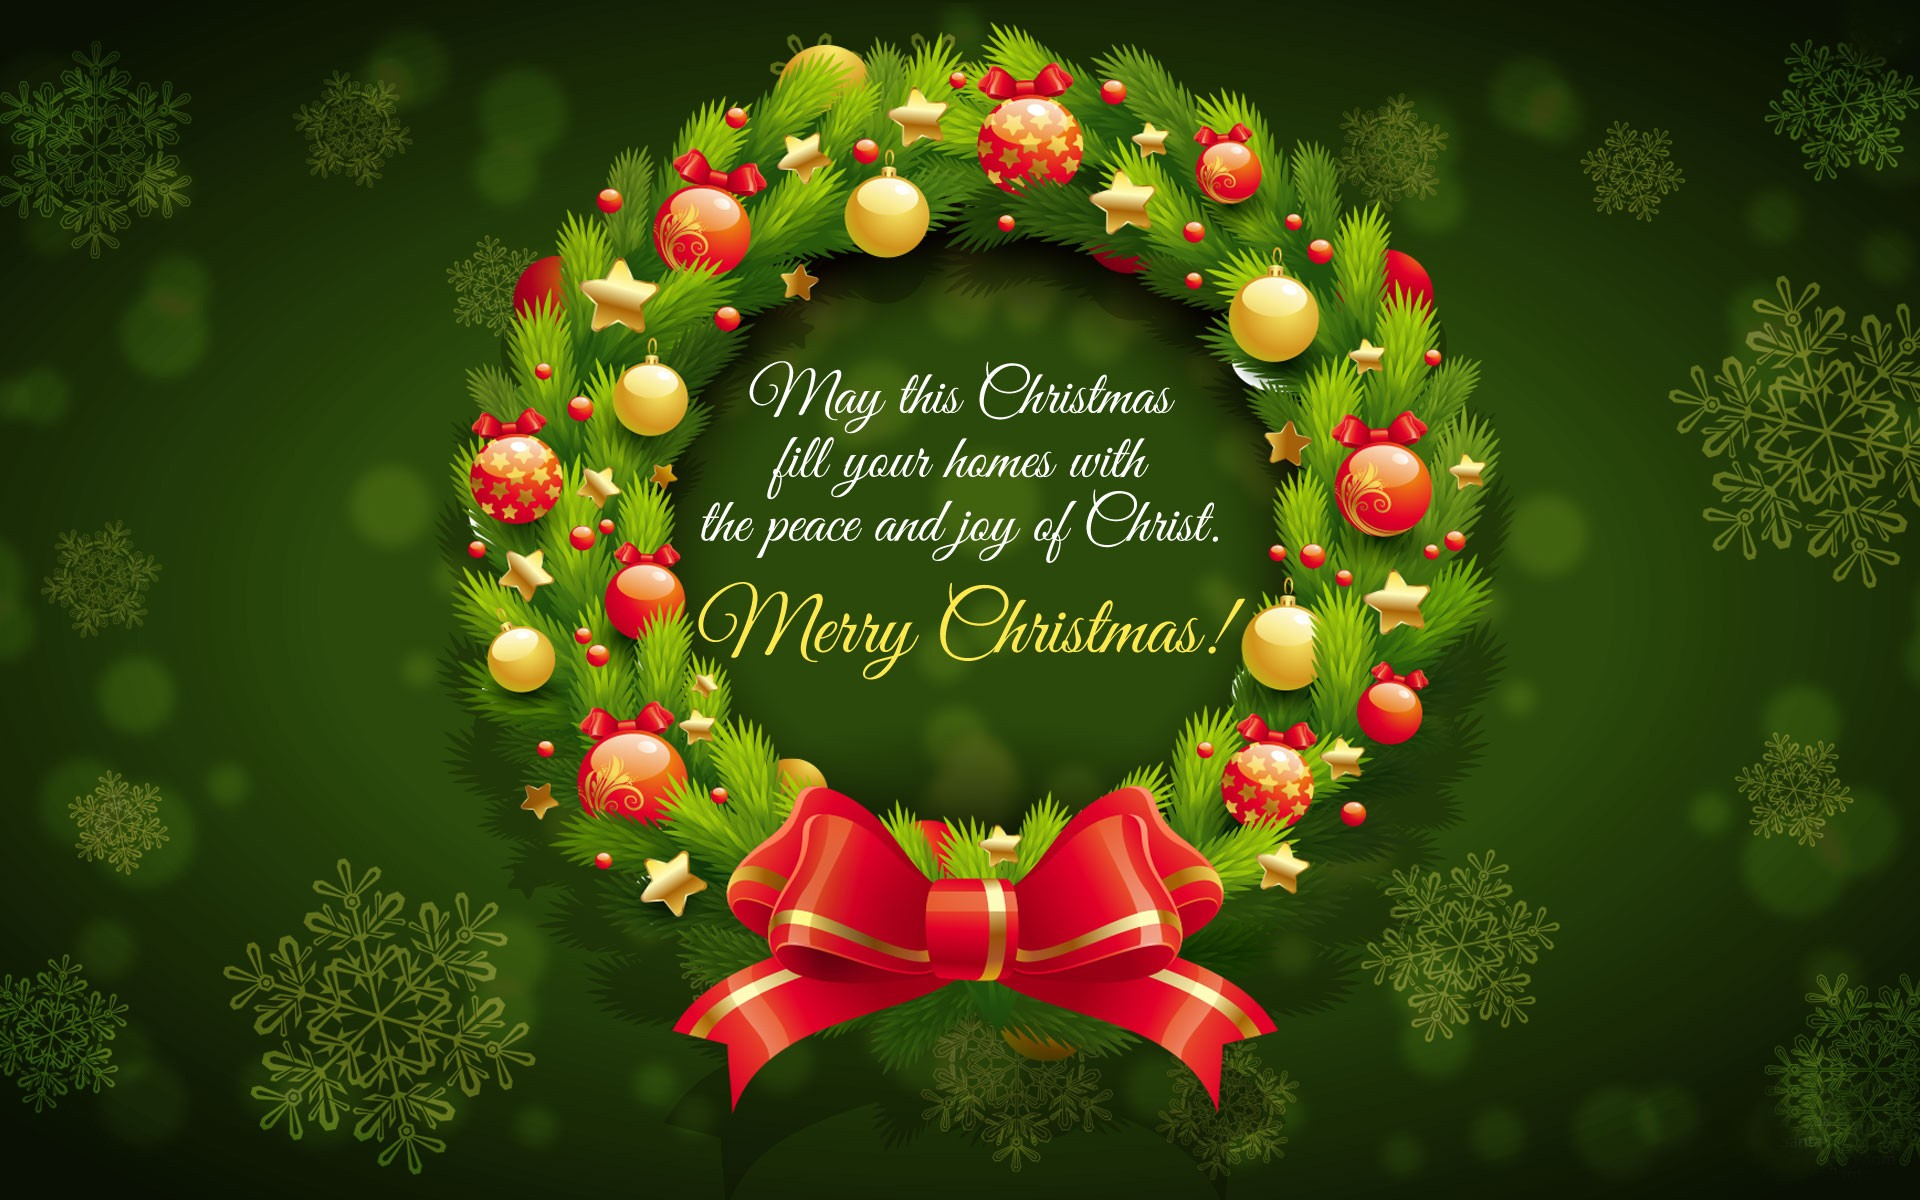 May this Christmas
fill your homes with
the peace and joy of Christ.
Merry Christmas!